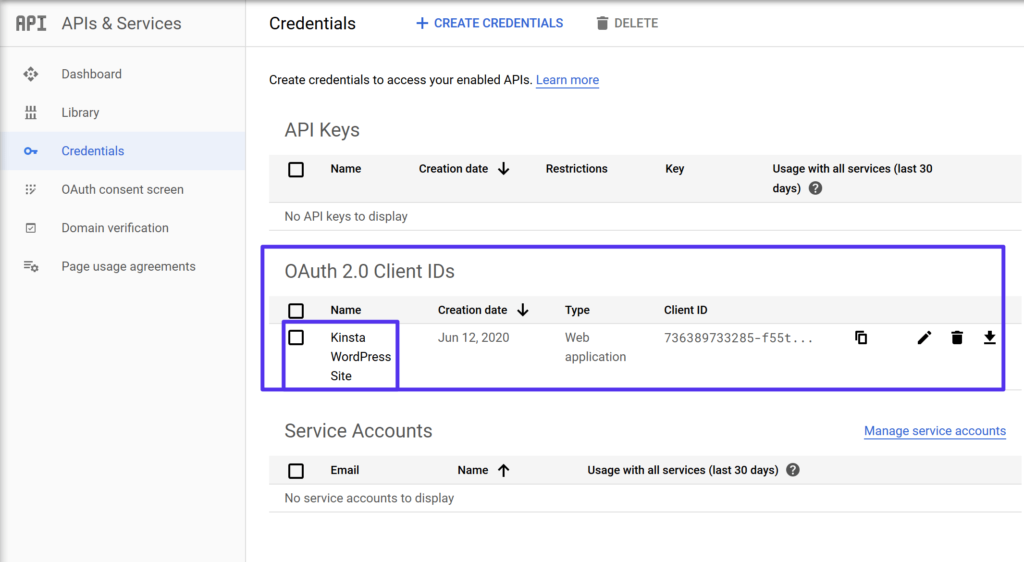 API APIs & Services
Dashboard
Library
Credentials
OAuth consent screen
Domain verification
Page usage agreements
Credentials CREATE CREDENTIALS DELETE
Create credentials to access your enabled APIs. Learn more
API Keys
Name Creation date Restrictions Key Usage with all services (last 30
days)
No API keys to display
OAuth 2.0 Client IDs
Name Creation date Type Client ID
Kinsta Jun 12, 2020 Web 736389733285-f55t...
WordPress application
Site
Service Accounts Manage service accounts
Email Name Usage with all services (last 30 days)
No service accounts to display